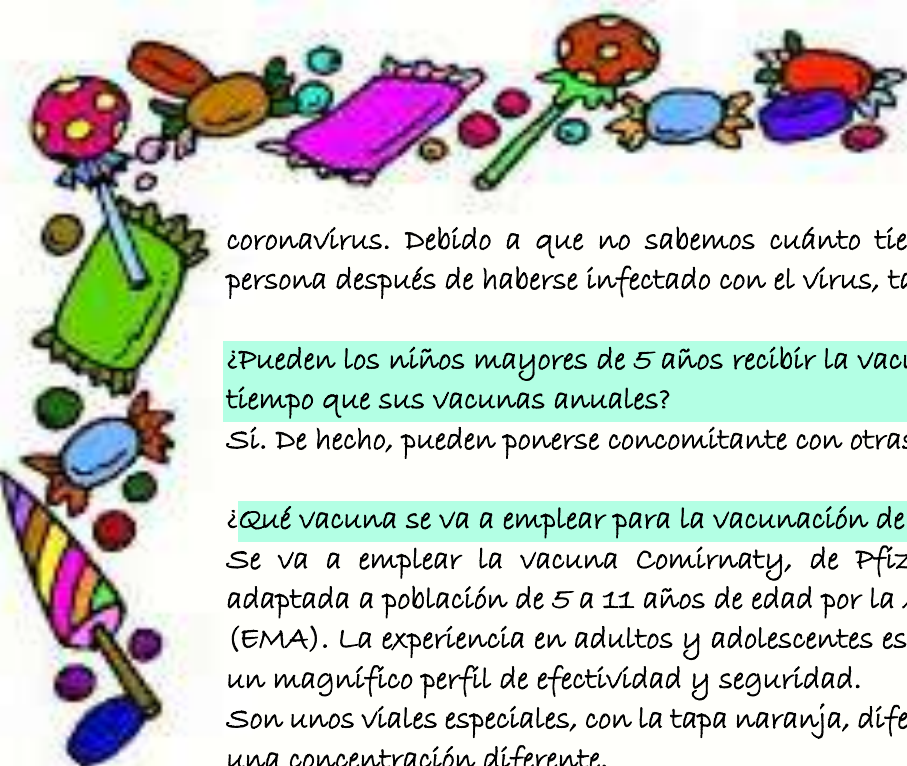 coronavirus. Debido a que no sabemos cuánto tie
persona después de haberse infectado con el virus, ta
¿Pueden los niños mayores de 5 años recibir la vacu
tiempo que sus vacunas anuales?
Sí. De hecho, pueden ponerse concomitante con otras
¿Qué vacuna se va a emplear para la vacunación de
Se va a emplear la vacuna Comirnaty, de Pfiz
adaptada a población de 5 a 11 años de edad por la
(EMA). La experiencia en adultos y adolescentes es
un magnífico perfil de efectividad y seguridad.
Son unos viales especiales, con la tapa naranja, dife
una concentración diferente.